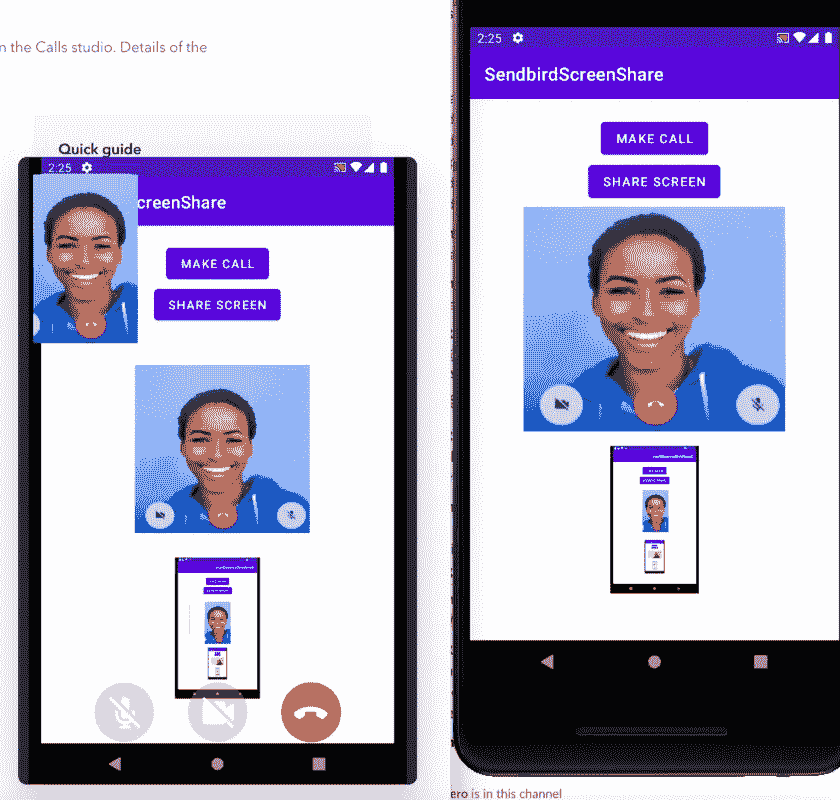 n the Calls studio. Details of the
Quick guide
2:25
creenShare
MAKE CALL
SHARE SCREEN
2:25
SendbirdScreenShare
MAKE CALL
SHARE SCREEN
ero is in this channel